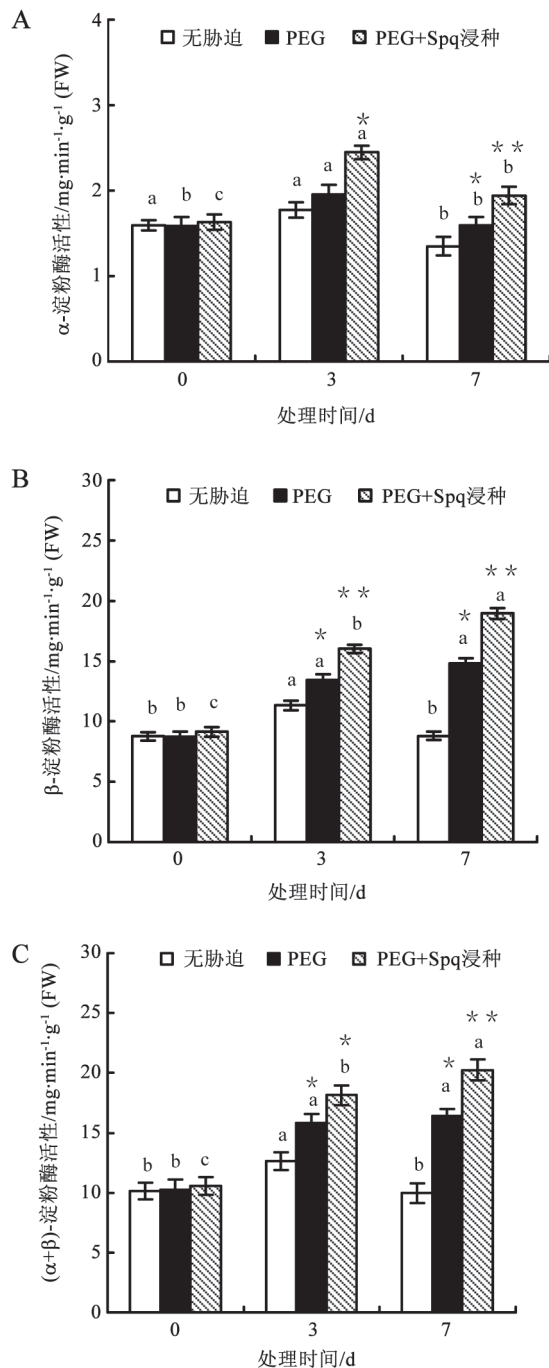 A
4
无胁迫 PEG PEG+Spq浸种
3
2
1
0
α-淀粉酶活性/mg·min⁻¹·g⁻¹ (FW)
a b c
a a * a
b * b ** b
0 3 7
处理时间/d
B
30
无胁迫 PEG PEG+Spq浸种
25
20
15
10
5
0
β-淀粉酶活性/mg·min⁻¹·g⁻¹ (FW)
b b c
a * a ** b
b * a ** a
0 3 7
处理时间/d
C
30
无胁迫 PEG PEG+Spq浸种
25
20
15
10
5
0
(α+β)-淀粉酶活性/mg·min⁻¹·g⁻¹ (FW)
b b c
a * a * b
b * a ** a
0 3 7
处理时间/d